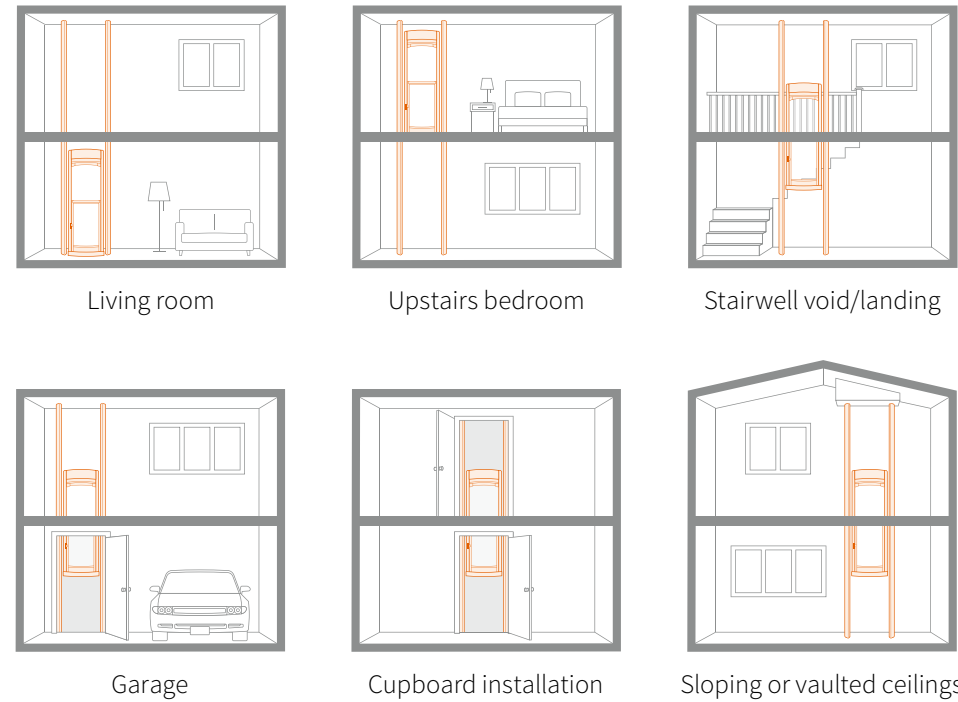 Living room
Upstairs bedroom
Stairwell void/landing
Garage
Cupboard installation
Sloping or vaulted ceilings